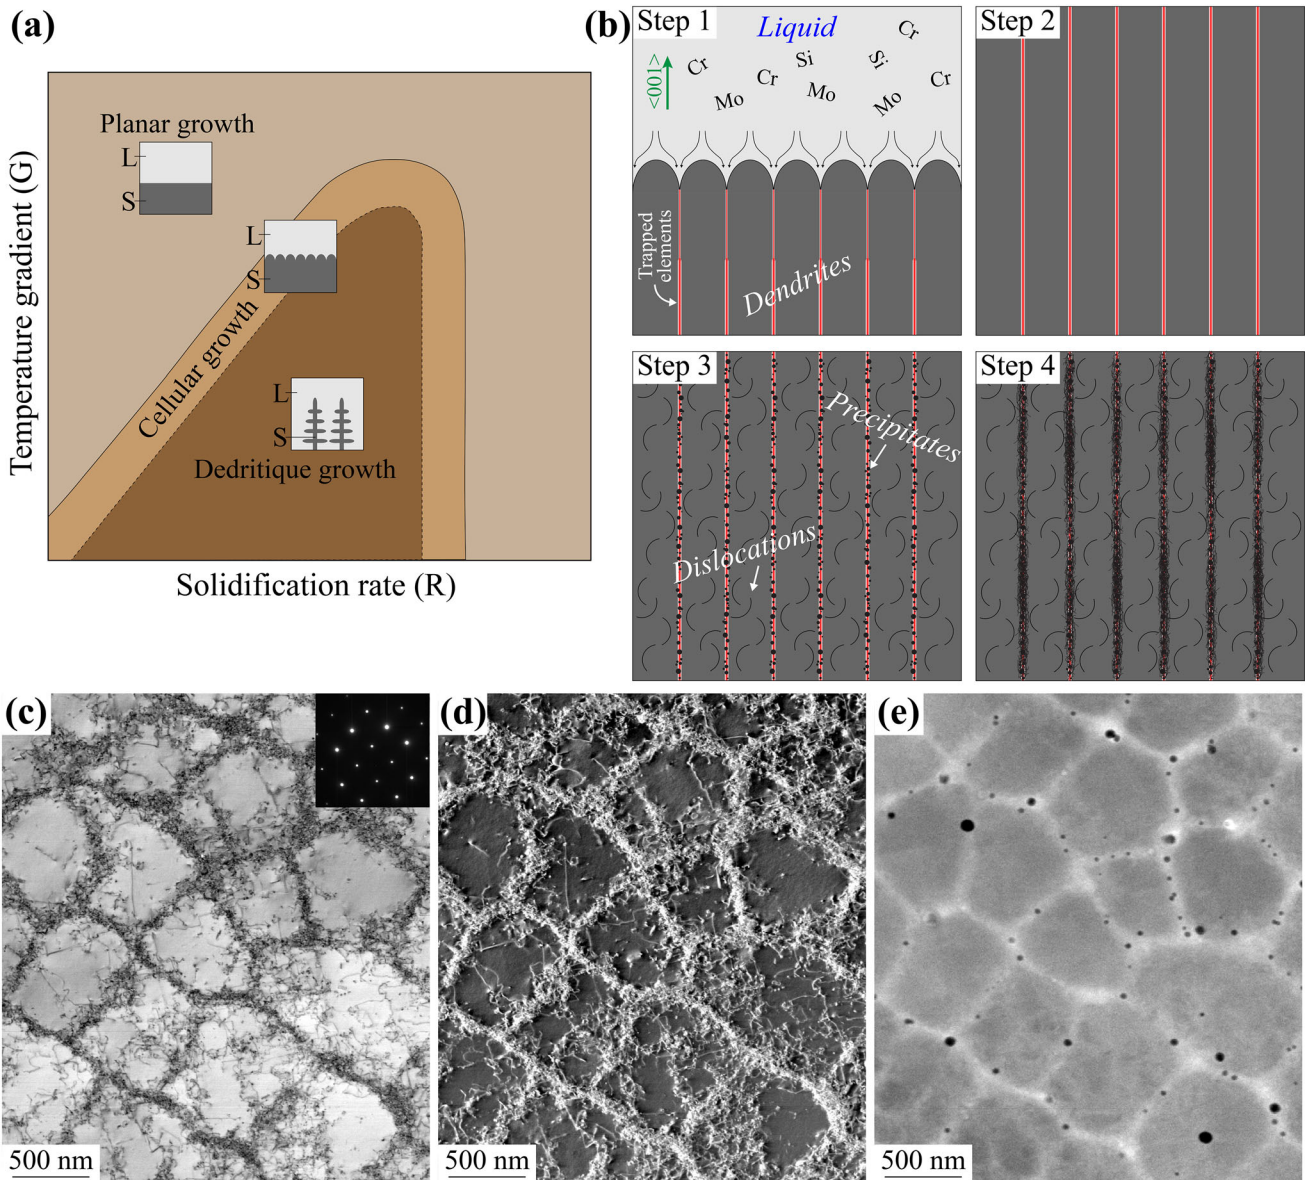 (a)
Temperature gradient (G)
Planar growth
L
S
L
S
Cellular growth
L
S
Dedritique growth
Solidification rate (R)
(b)
Step 1
Liquid
<001>
Cr
Mo
Cr
Si
Mo
Si
Cr
Mo
Cr
Trapped
elements
Dendrites
Step 2
Step 3
Precipitates
Dislocations
Step 4
(c)
500 nm
(d)
500 nm
(e)
500 nm